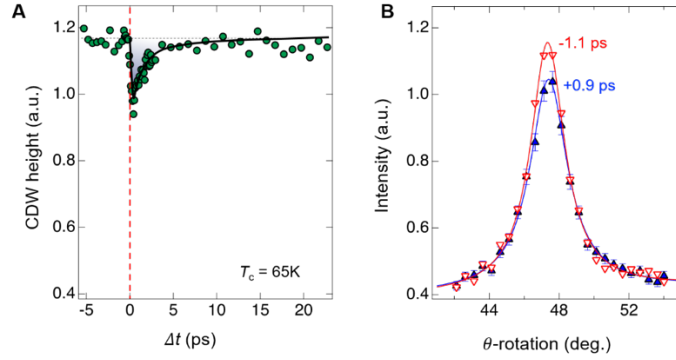 A
CDW height (a.u.)
1.2
1.0
0.8
0.6
0.4
-5
0
5
10
15
20
Δt (ps)
Tc = 65K
B
Intensity (a.u.)
1.2
1.0
0.8
0.6
0.4
44
48
52
θ-rotation (deg.)
-1.1 ps
+0.9 ps